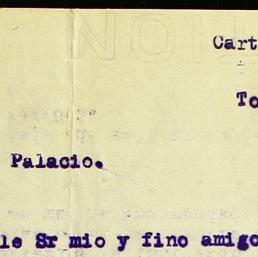 Cart
To
Palacio.
le Sr mio y fino amigo